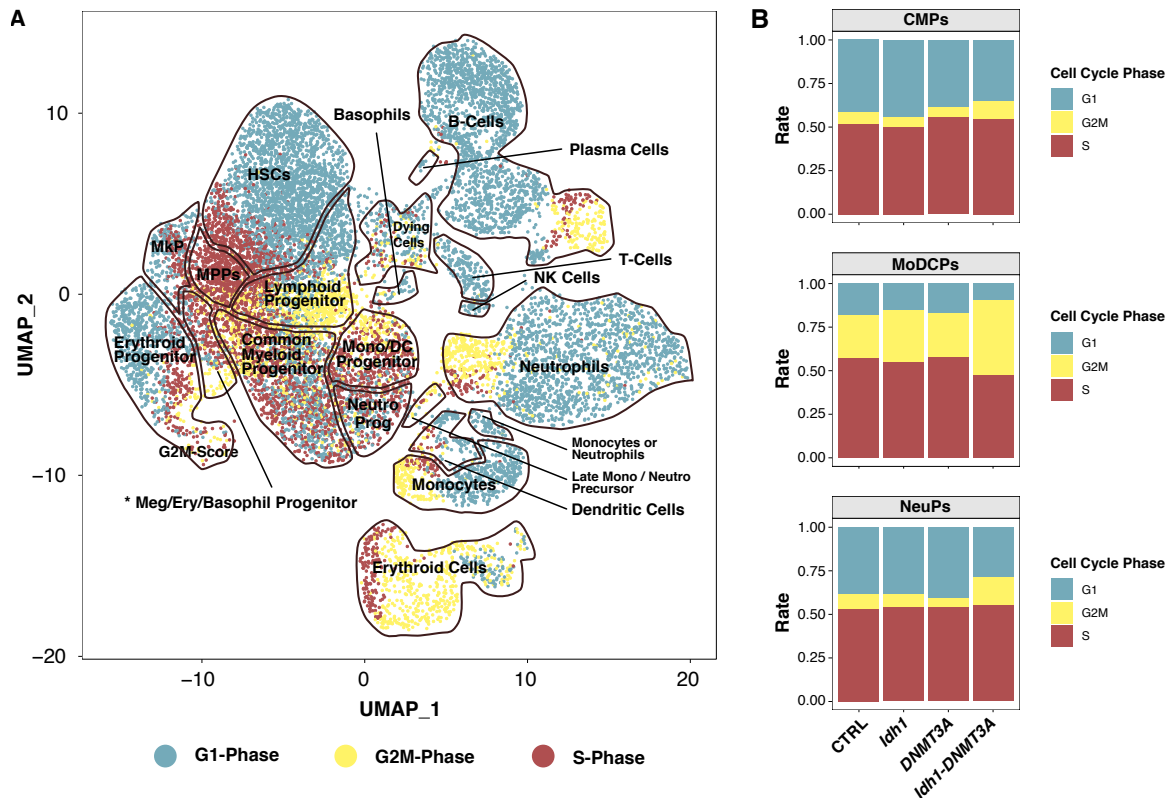 A
UMAP_2
10
0
−10
−20
−10
0
10
20
UMAP_1
Basophils
B-Cells
Plasma Cells
HSCs
MkP
MPPs
Dying
Cells
T-Cells
NK Cells
Lymphoid
Progenitor
Erythroid
Progenitor
Common
Myeloid
Progenitor
Mono/DC
Progenitor
Neutrophils
Neutro
Prog
G2M-Score
Monocytes or
Neutrophils
Late Mono / Neutro
Precursor
Monocytes
Dendritic Cells
* Meg/Ery/Basophil Progenitor
Erythroid Cells
G1-Phase
G2M-Phase
S-Phase
B
CMPs
Rate
1.00
0.75
0.50
0.25
0.00
Cell Cycle Phase
G1
G2M
S
MoDCPs
Rate
1.00
0.75
0.50
0.25
0.00
Cell Cycle Phase
G1
G2M
S
NeuPs
Rate
1.00
0.75
0.50
0.25
0.00
Cell Cycle Phase
G1
G2M
S
CTRL
Idh1
DNMT3A
Idh1-DNMT3A